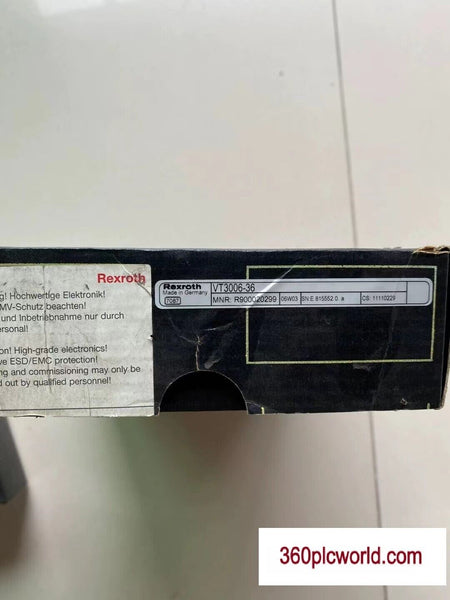 Rexroth
g! Hochwertige Elektronik!
MV-Schutz beachten!
und Inbetriebnahme nur durch
ersonal!
on! High-grade electronics!
ve ESD/EMC protection!
ng and commissioning may only be
d out by qualified personnel!
Rexroth VT3006-36
Made in Germany
7087 MNR: R900020299 06W03 SN:E 815552 0. a CS: 11110229
360plcworld.com